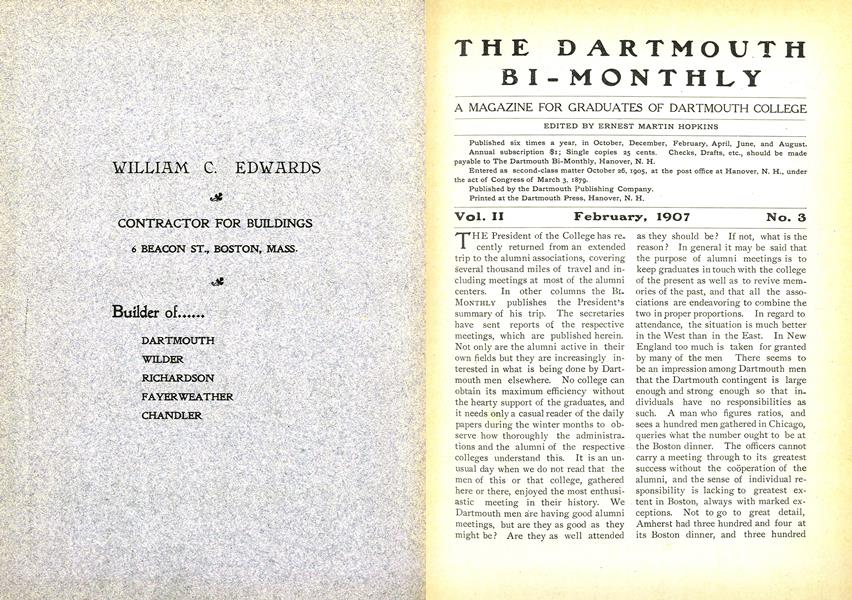 WILLIAM C. EDWARDS
CONTRACTOR FOR BUILDINGS
6 BEACON ST., BOSTON, MASS.
Builder of......
DARTMOUTH
WILDER
RICHARDSON
FAYERWEATHER
CHANDLER
THE DARTMOUTH
BI-MONTHLY
A MAGAZINE FOR GRADUATES OF DARTMOUTH COLLEGE
EDITED BY ERNEST MARTIN HOPKINS
Published six times a year, in October, December, February, April, June, and August.
Annual subscription $1; Single copies 25 cents. Checks, Drafts, etc., should be made
payable to The Dartmouth Bi-Monthly, Hanover, N. H.
Entered as second-class matter October 26, 1905, at the post office at Hanover, N. H., under
the act of Congress of March 3, 1879.
Published by the Dartmouth Publishing Company.
Printed at the Dartmouth Press, Hanover, N. H.
Vol. II February, 1907 No. 3
THE President of the College has re-
cently returned from an extended
trip to the alumni associations, covering
several thousand miles of travel and in-
cluding meetings at most of the alumni
centers. In other columns the BI-
MONTHLY publishes the President's
summary of his trip. The secretaries
have sent reports of the respective
meetings, which are published herein.
Not only are the alumni active in their
own fields but they are increasingly in-
terested in what is being done by Dart-
mouth men elsewhere. No college can
obtain its maximum efficiency without
the hearty support of the graduates, and
it needs only a casual reader of the daily
papers during the winter months to ob-
serve how thoroughly the administra-
tions and the alumni of the respective
colleges understand this. It is an un-
usual day when we do not read that the
men of this or that college, gathered
here or there, enjoyed the most enthusi-
astic meeting in their history. We
Dartmouth men are having good alumni
meetings, but are they as good as they
might be? Are they as well attended
as they should be? If not, what is the
reason? In general it may be said that
the purpose of alumni meetings is to
keep graduates in touch with the college
of the present as well as to revive mem-
ories of the past, and that all the asso-
ciations are endeavoring to combine the
two in proper proportions. In regard to
attendance, the situation is much better
in the West than in the East. In New
England too much is taken for granted
by many of the men There seems to
be an impression among Dartmouth men
that the Dartmouth contingent is large
enough and strong enough so that in-
dividuals have no responsibilities as
such. A man who figures ratios, and
sees a hundred men gathered in Chicago,
queries what the number ought to be at
the Boston dinner. The officers cannot
carry a meeting through to its greatest
success without the coöperation of the
alumni, and the sense of individual re-
sponsibility is lacking to greatest ex-
tent in Boston, always with marked ex-
ceptions. Not to go to great detail,
Amherst had three hundred and four at
its Boston dinner, and three hundred